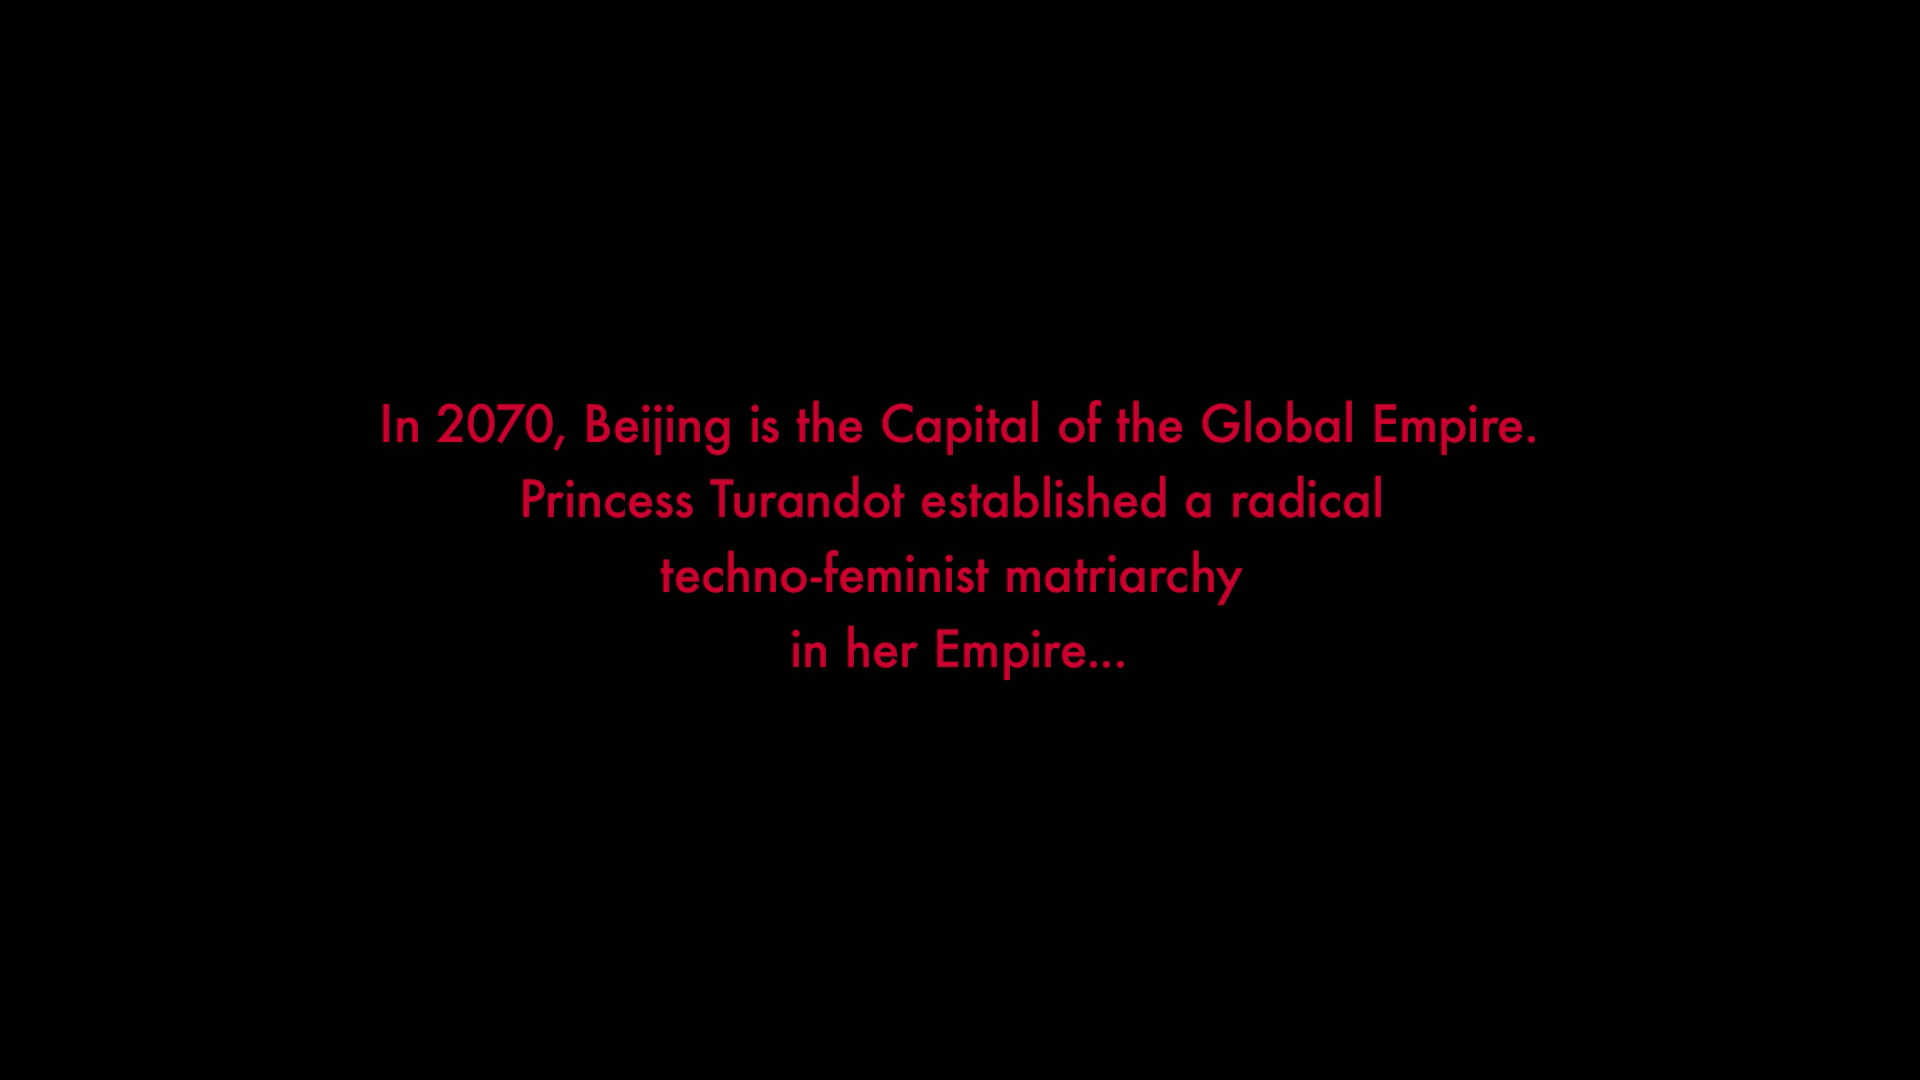 In 2070, Beijing is the Capital of the Global Empire.
Princess Turandot established a radical
techno-feminist matriarchy
in her Empire...